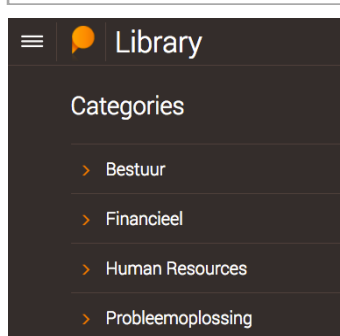 Library
Categories
Bestuur
Financieel
Human Resources
Probleemoplossing